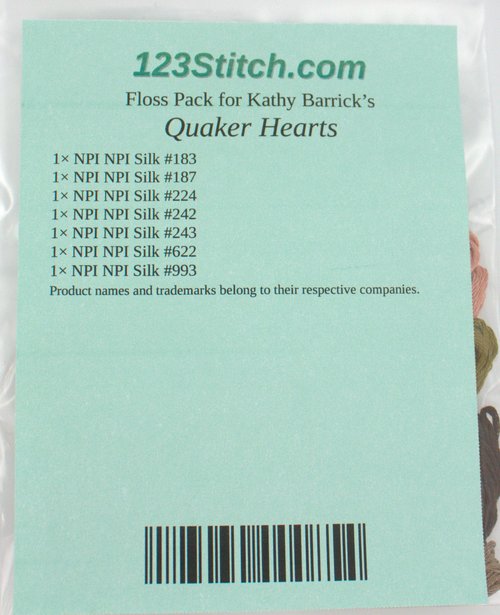 123Stitch.com
Floss Pack for Kathy Barrick's
Quaker Hearts
1× NPI NPI Silk #183
1× NPI NPI Silk #187
1× NPI NPI Silk #224
1× NPI NPI Silk #242
1× NPI NPI Silk #243
1× NPI NPI Silk #622
1× NPI NPI Silk #993
Product names and trademarks belong to their respective companies.